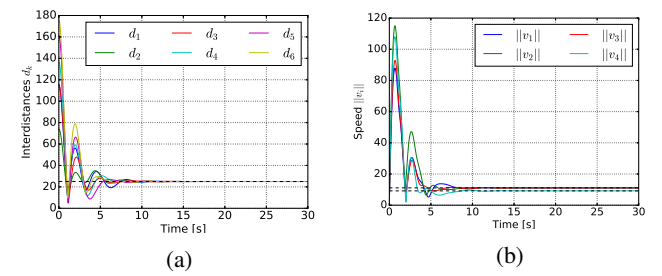 180
160
140
120
100
80
60
40
20
0
0 5 10 15 20 25 30
Interdistances d_k
Time [s]
d_1 d_3 d_5
d_2 d_4 d_6
(a)
120
100
80
60
40
20
0
0 5 10 15 20 25 30
Speed ||v_i||
Time [s]
||v_1|| ||v_3||
||v_2|| ||v_4||
(b)